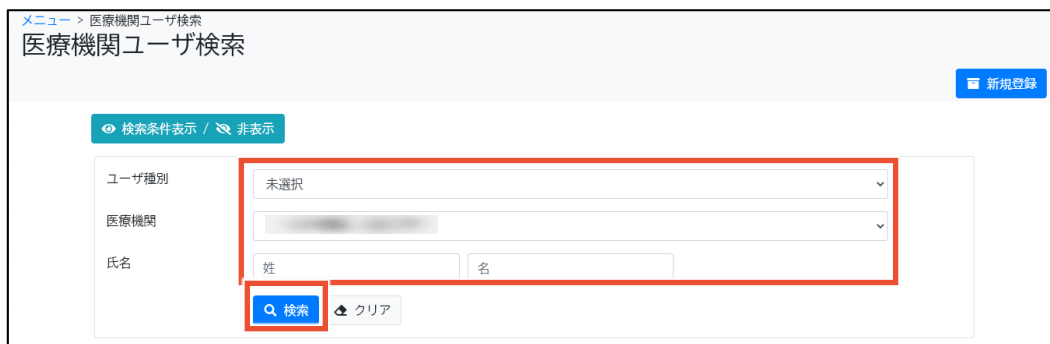 メニュー > 医療機関ユーザ検索
医療機関ユーザ検索
新規登録
検索条件表示 / 非表示
ユーザ種別 未選択
医療機関
氏名 姓 名
検索 クリア